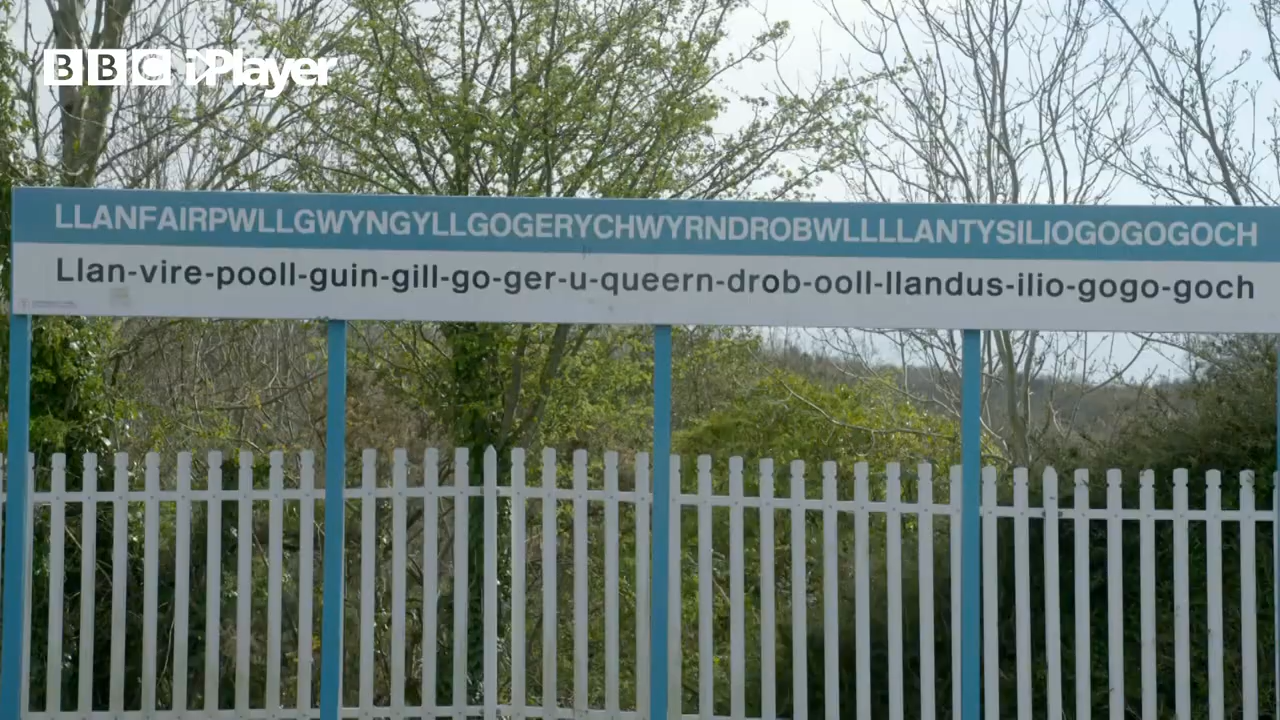 BBC iPlayer
LLANFAIRPWLLGWYNGYLLGOGERYCHWYRNDROBWLLLLANTYSILIOGOGOGOCH
Llan-vire-pooll-guin-gill-go-ger-u-queern-drob-ooll-llandus-ilio-gogo-goch